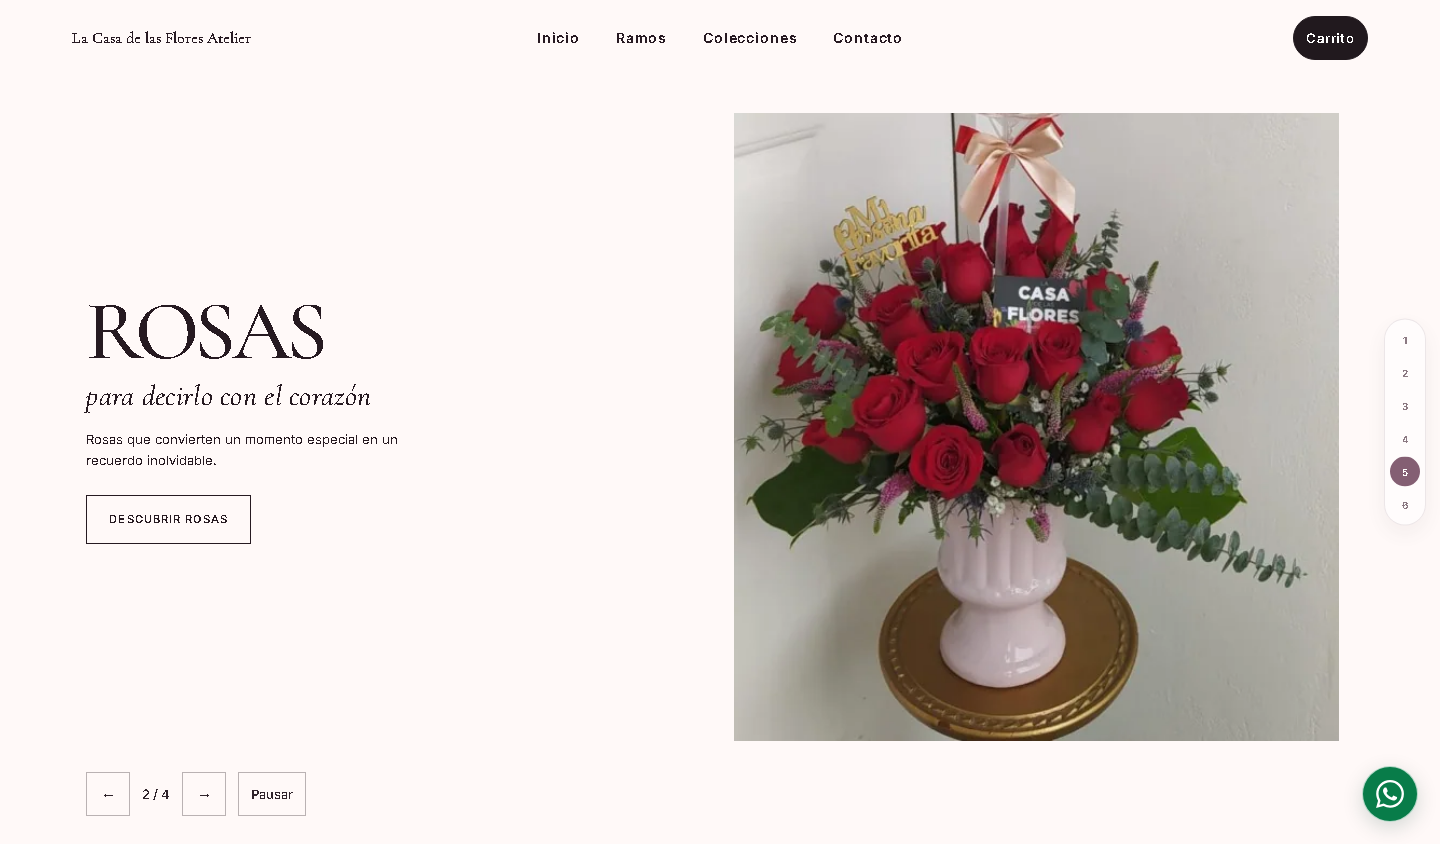 La Casa de las Flores Atelier
Inicio
Ramos
Colecciones
Contacto
Carrito
Mi
Favorita
CASA
FLORES
ROSAS
para decirlo con el corazón
Rosas que convierten un momento especial en un
recuerdo inolvidable.
DESCUBRIR ROSAS
1
2
3
4
5
6
←
2 / 4
→
Pausar